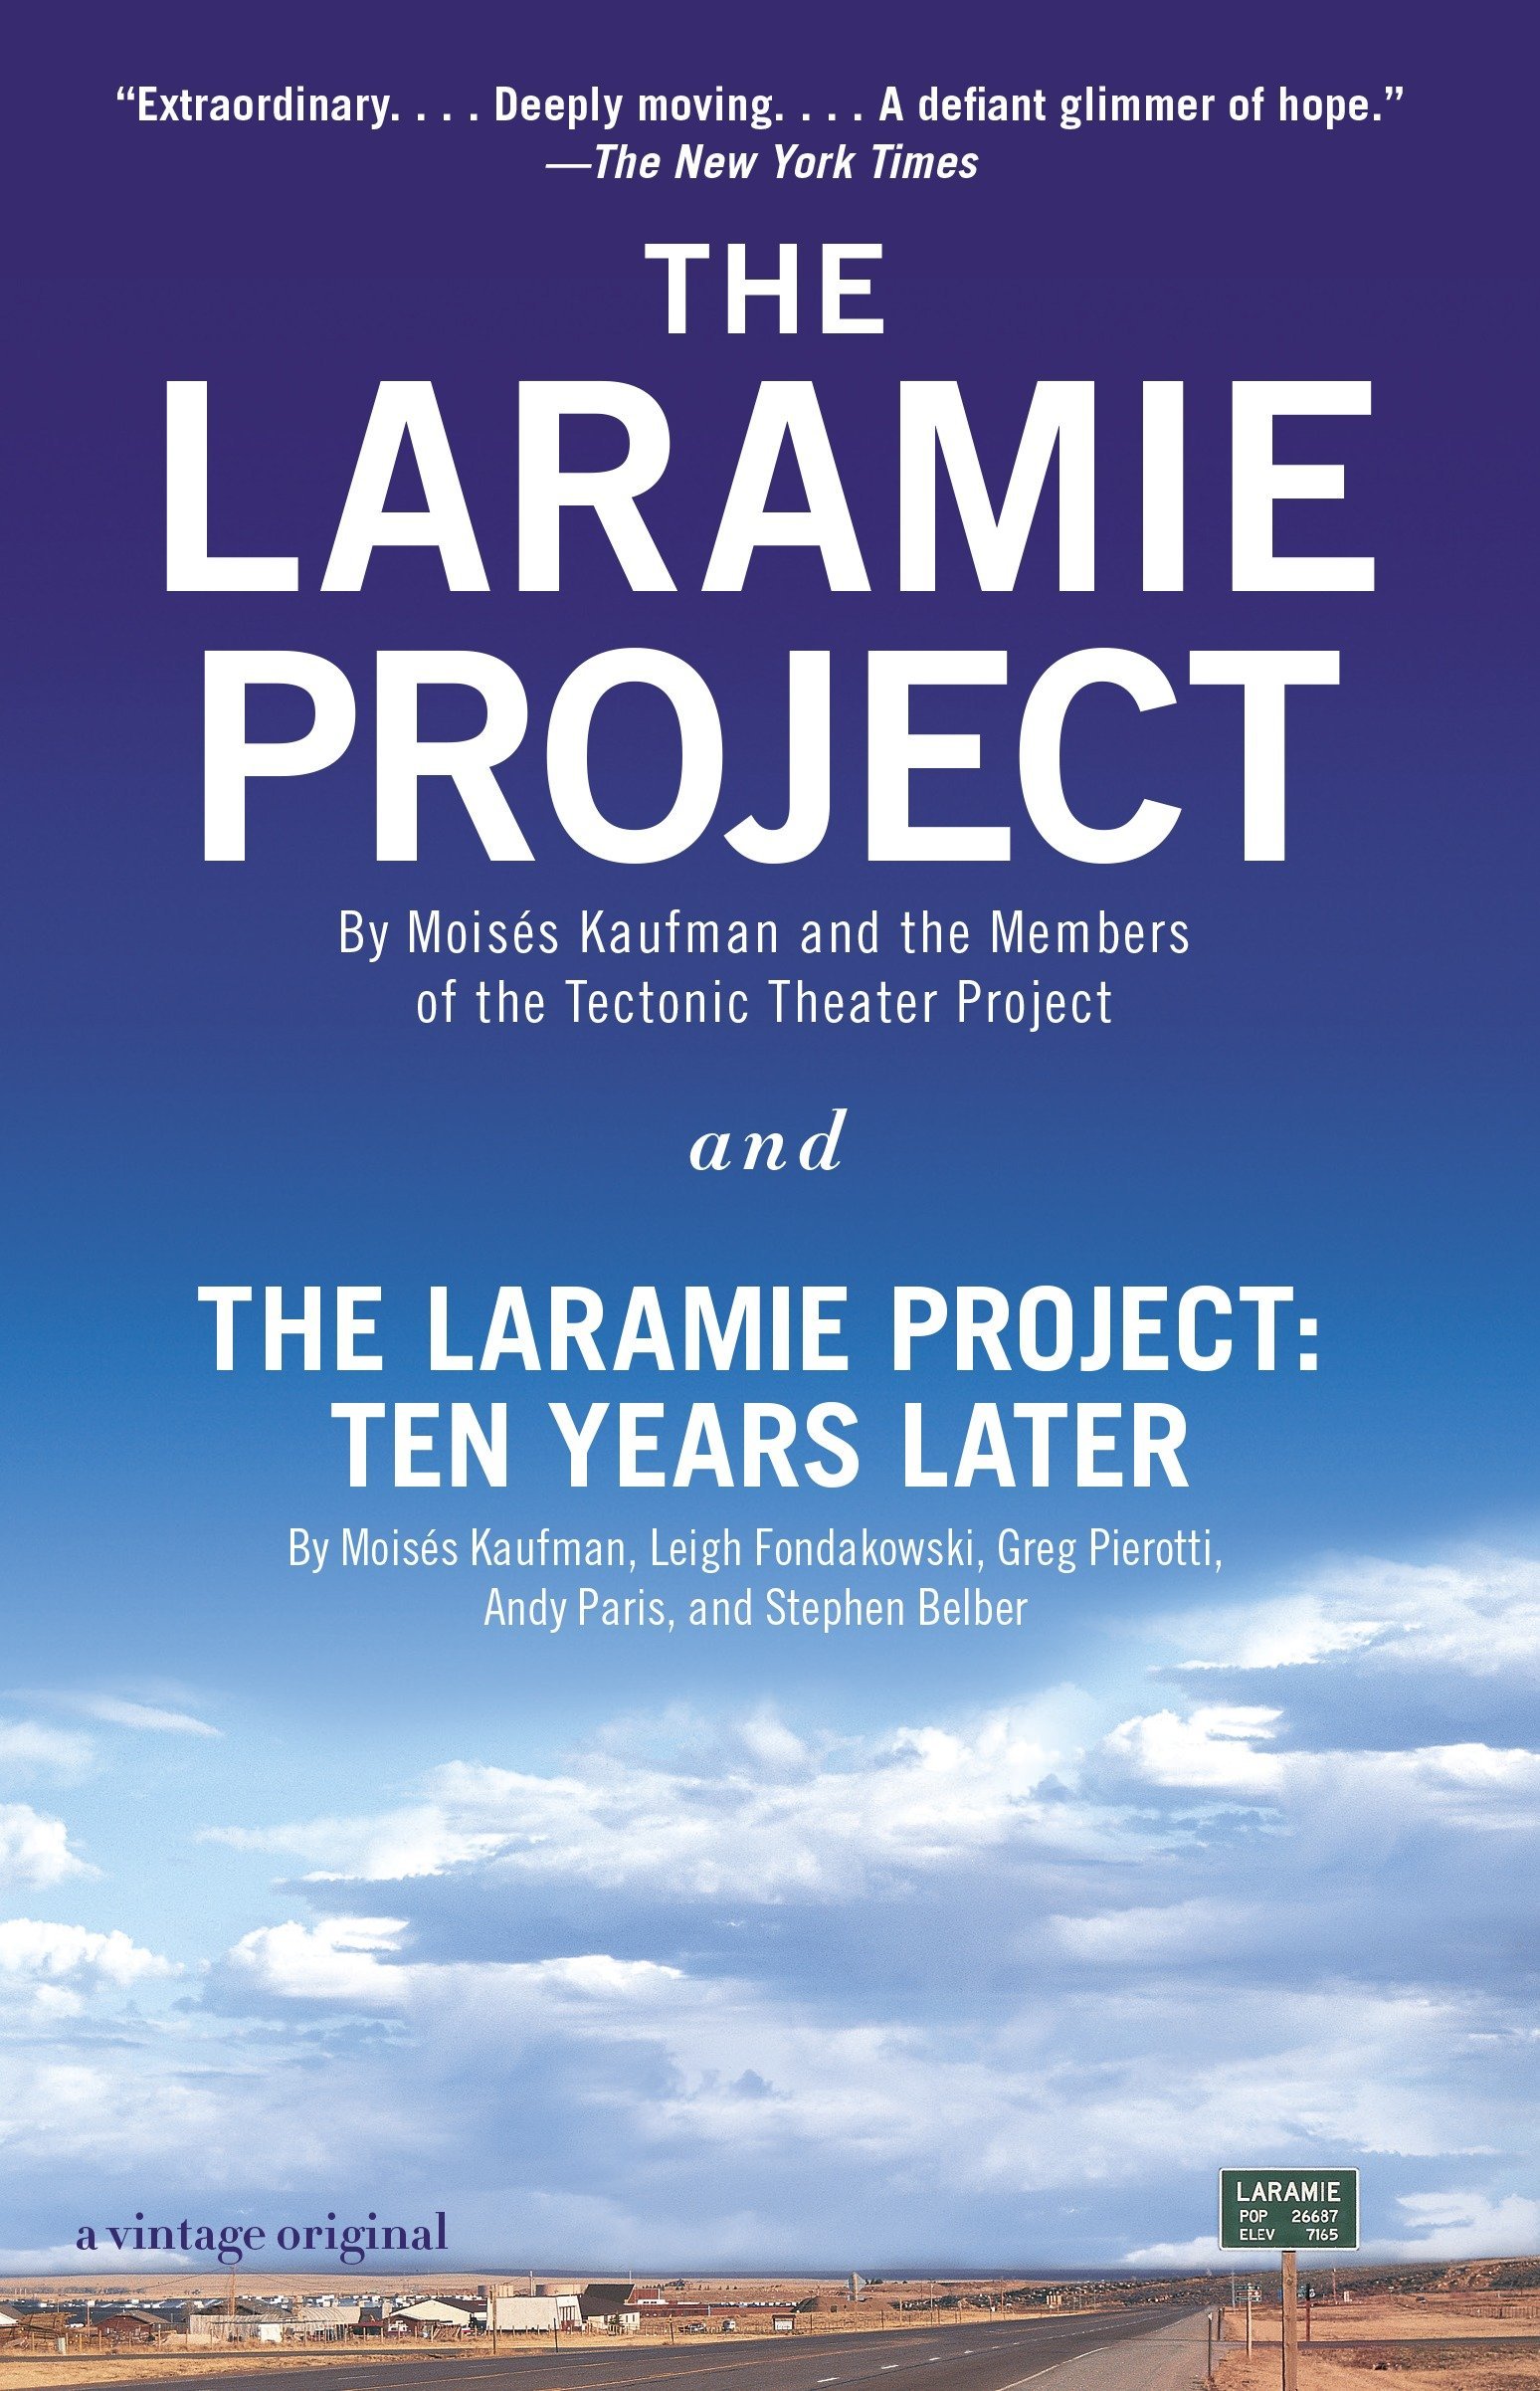 “Extraordinary. . . . Deeply moving. . . . A defiant glimmer of hope.”
—The New York Times
THE
LARAMIE
PROJECT
By Moisés Kaufman and the Members
of the Tectonic Theater Project
and
THE LARAMIE PROJECT:
TEN YEARS LATER
By Moisés Kaufman, Leigh Fondakowski, Greg Pierotti,
Andy Paris, and Stephen Belber
a vintage original
LARAMIE
POP 26687
ELEV 7165